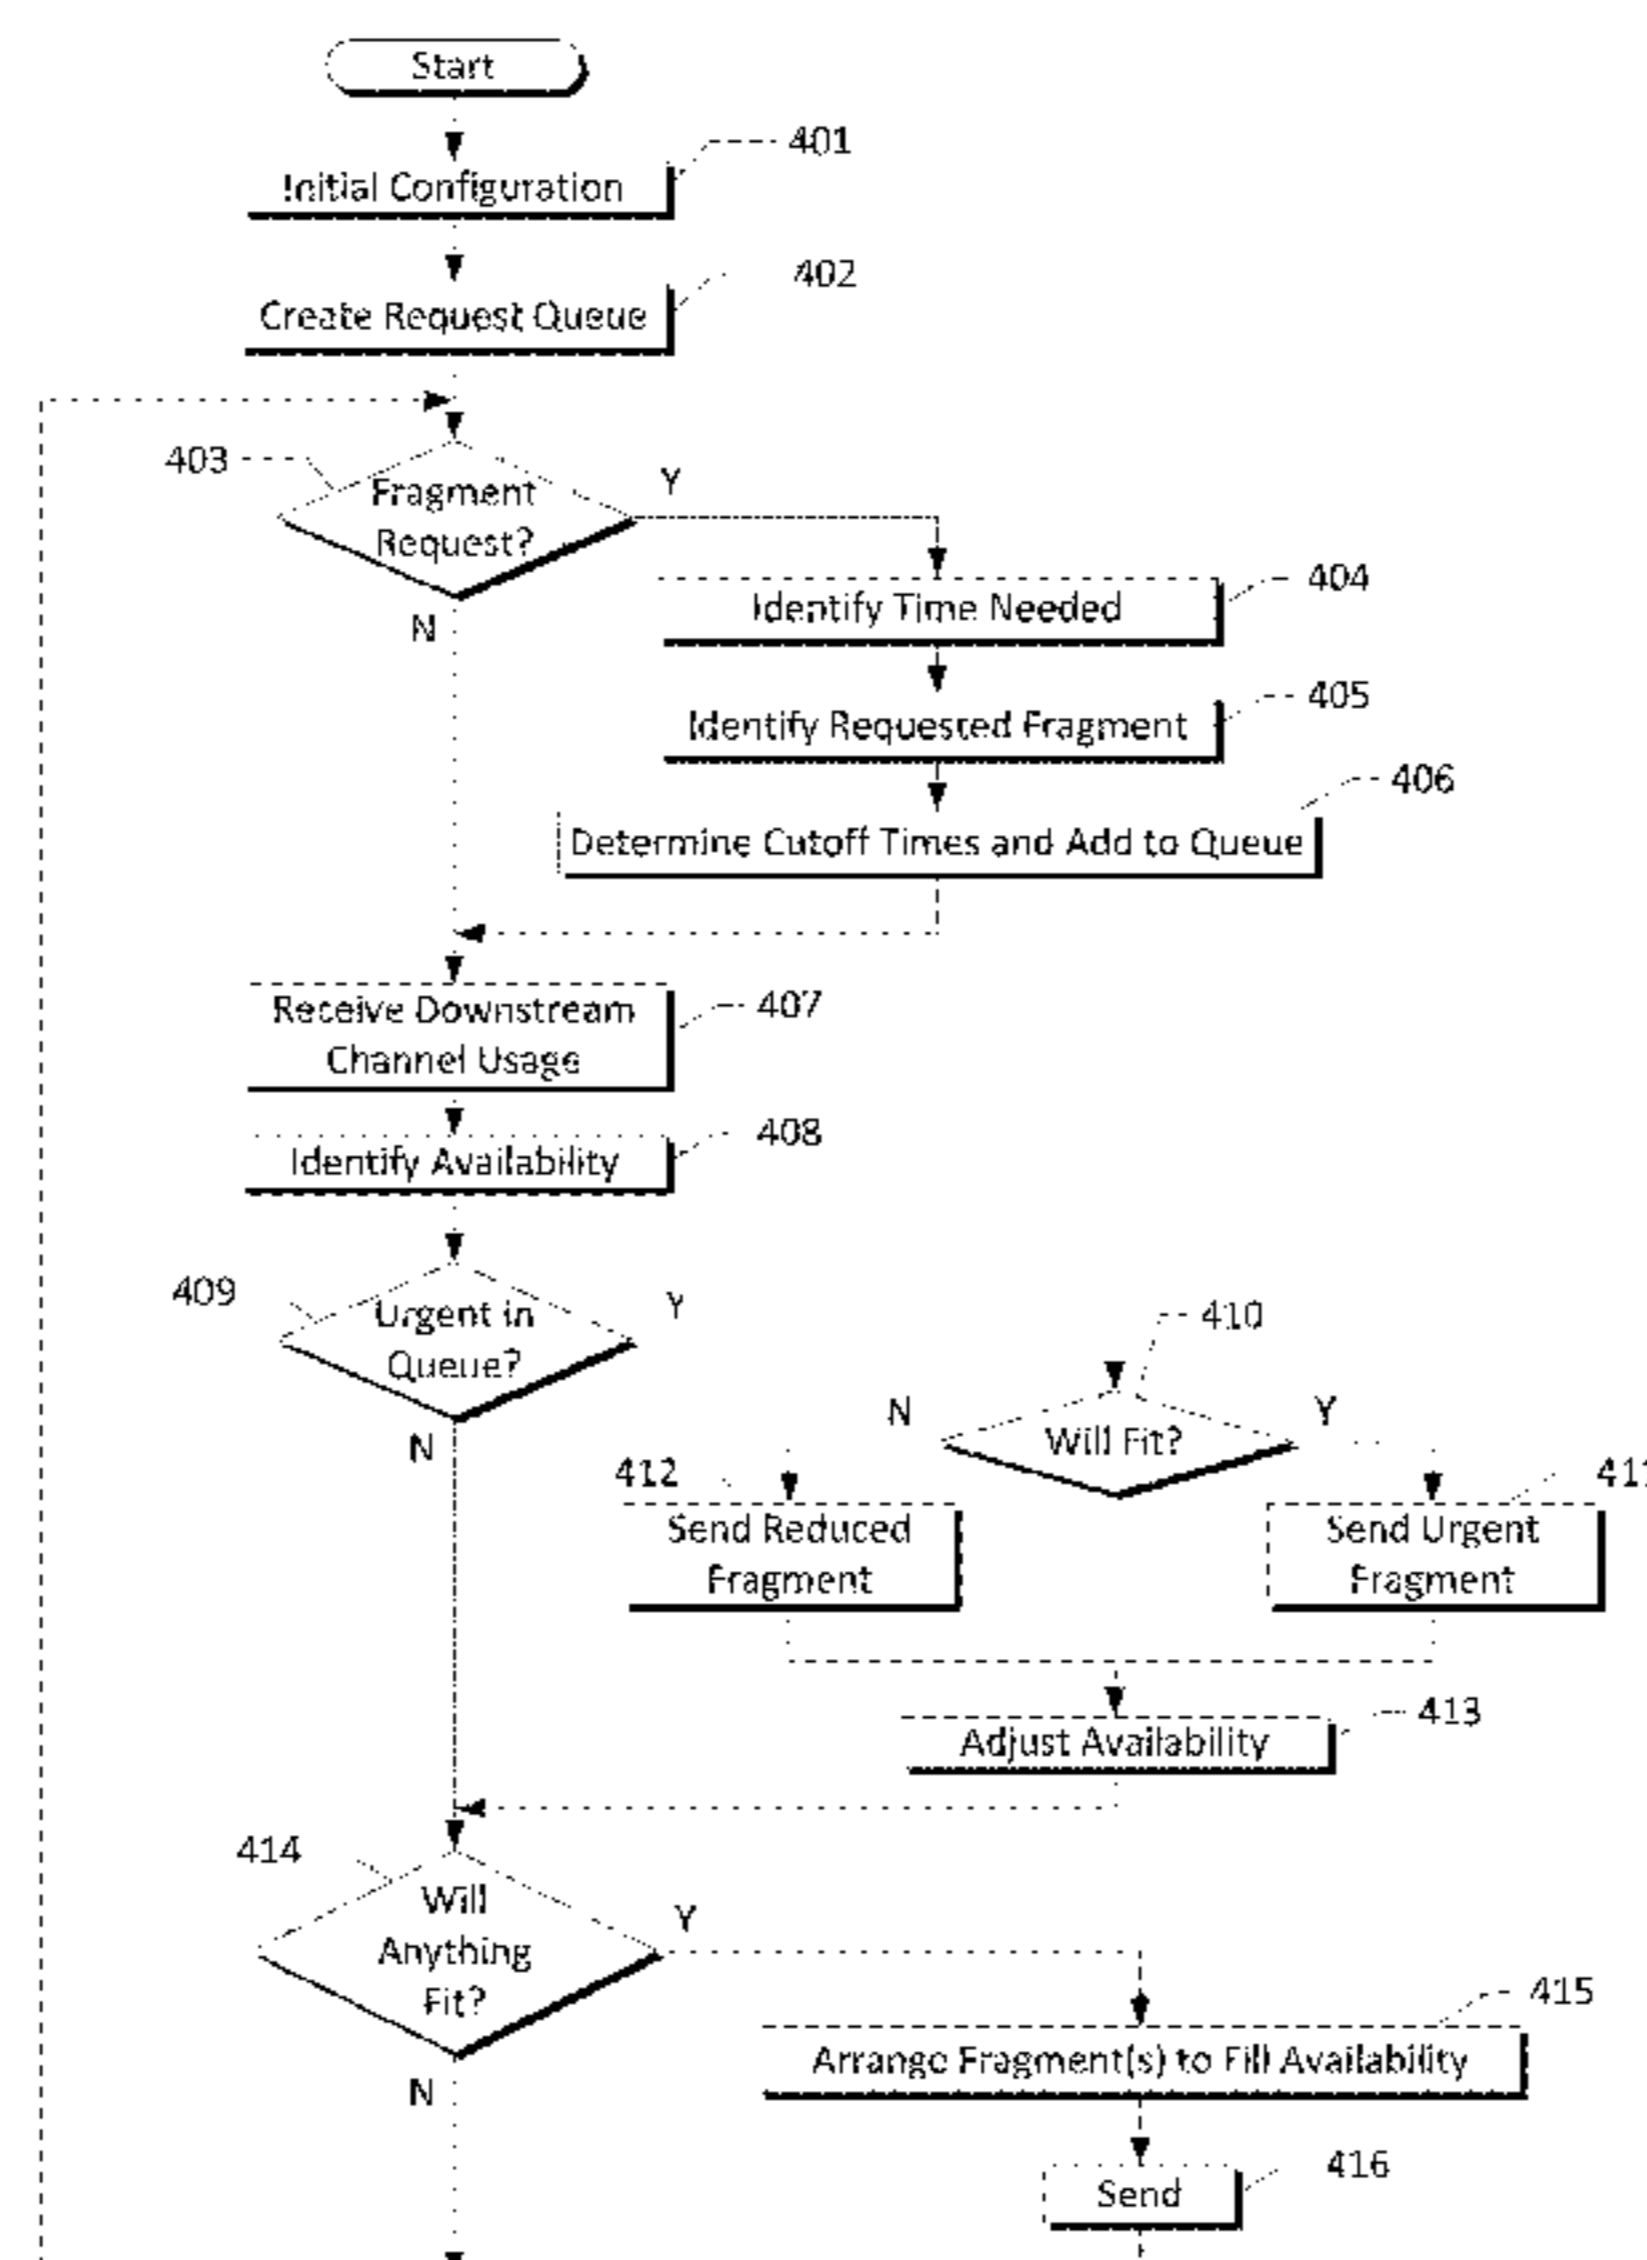 Start
401
Initial Configuration
402
Create Request Queue
403
Y
Fragment
Request?
404
Identify Time Needed
N
405
Identify Requested Fragment
406
Determine Cutoff Times and Add to Queue
407
Receive Downstream
Channel Usage
408
Identify Availability
409
Y
Urgent in
Queue?
410
N
Y
Will Fit?
N
412
411
Send Reduced
Fragment
Send Urgent
Fragment
413
Adjust Availability
414
Will
Anything
Fit?
Y
415
Arrange Fragment(s) to Fill Availability
N
416
Send